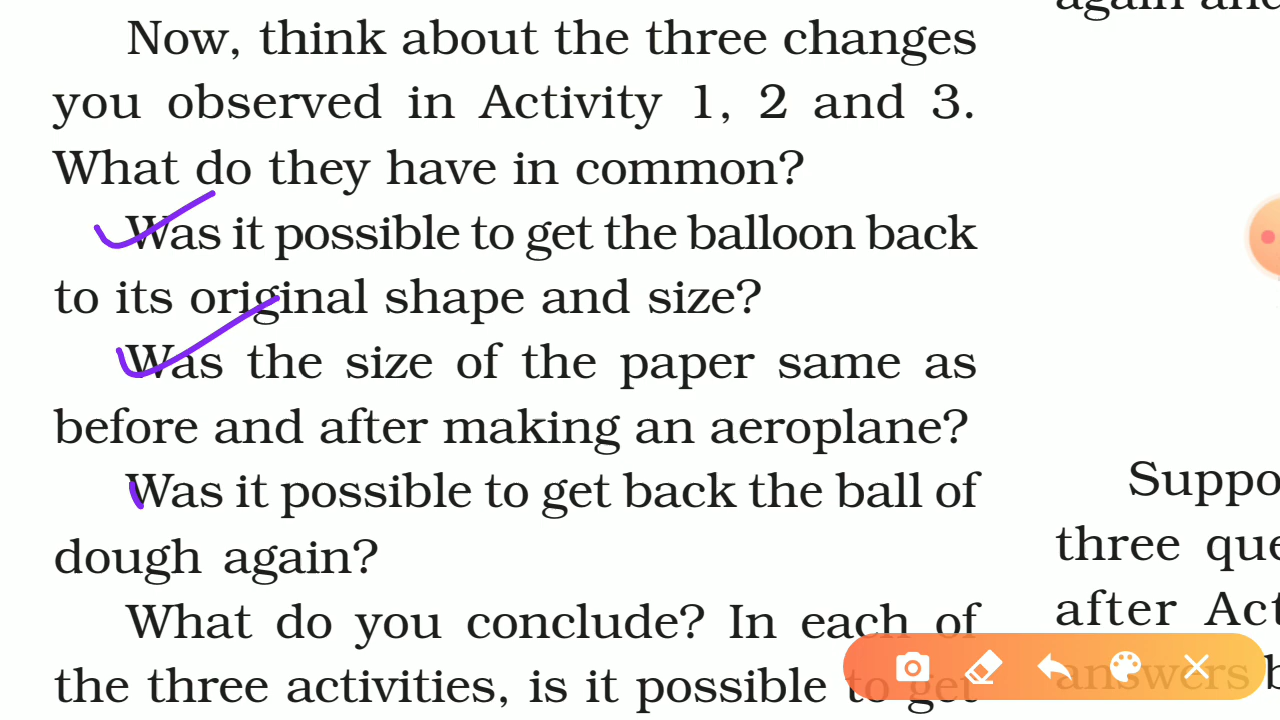 Now, think about the three changes
you observed in Activity 1, 2 and 3.
What do they have in common?
Was it possible to get the balloon back
to its original shape and size?
Was the size of the paper same as
before and after making an aeroplane?
Was it possible to get back the ball of
dough again?
What do you conclude? In each of
the three activities, is it possible to get
again and
Suppo
three que
after Act
answers b